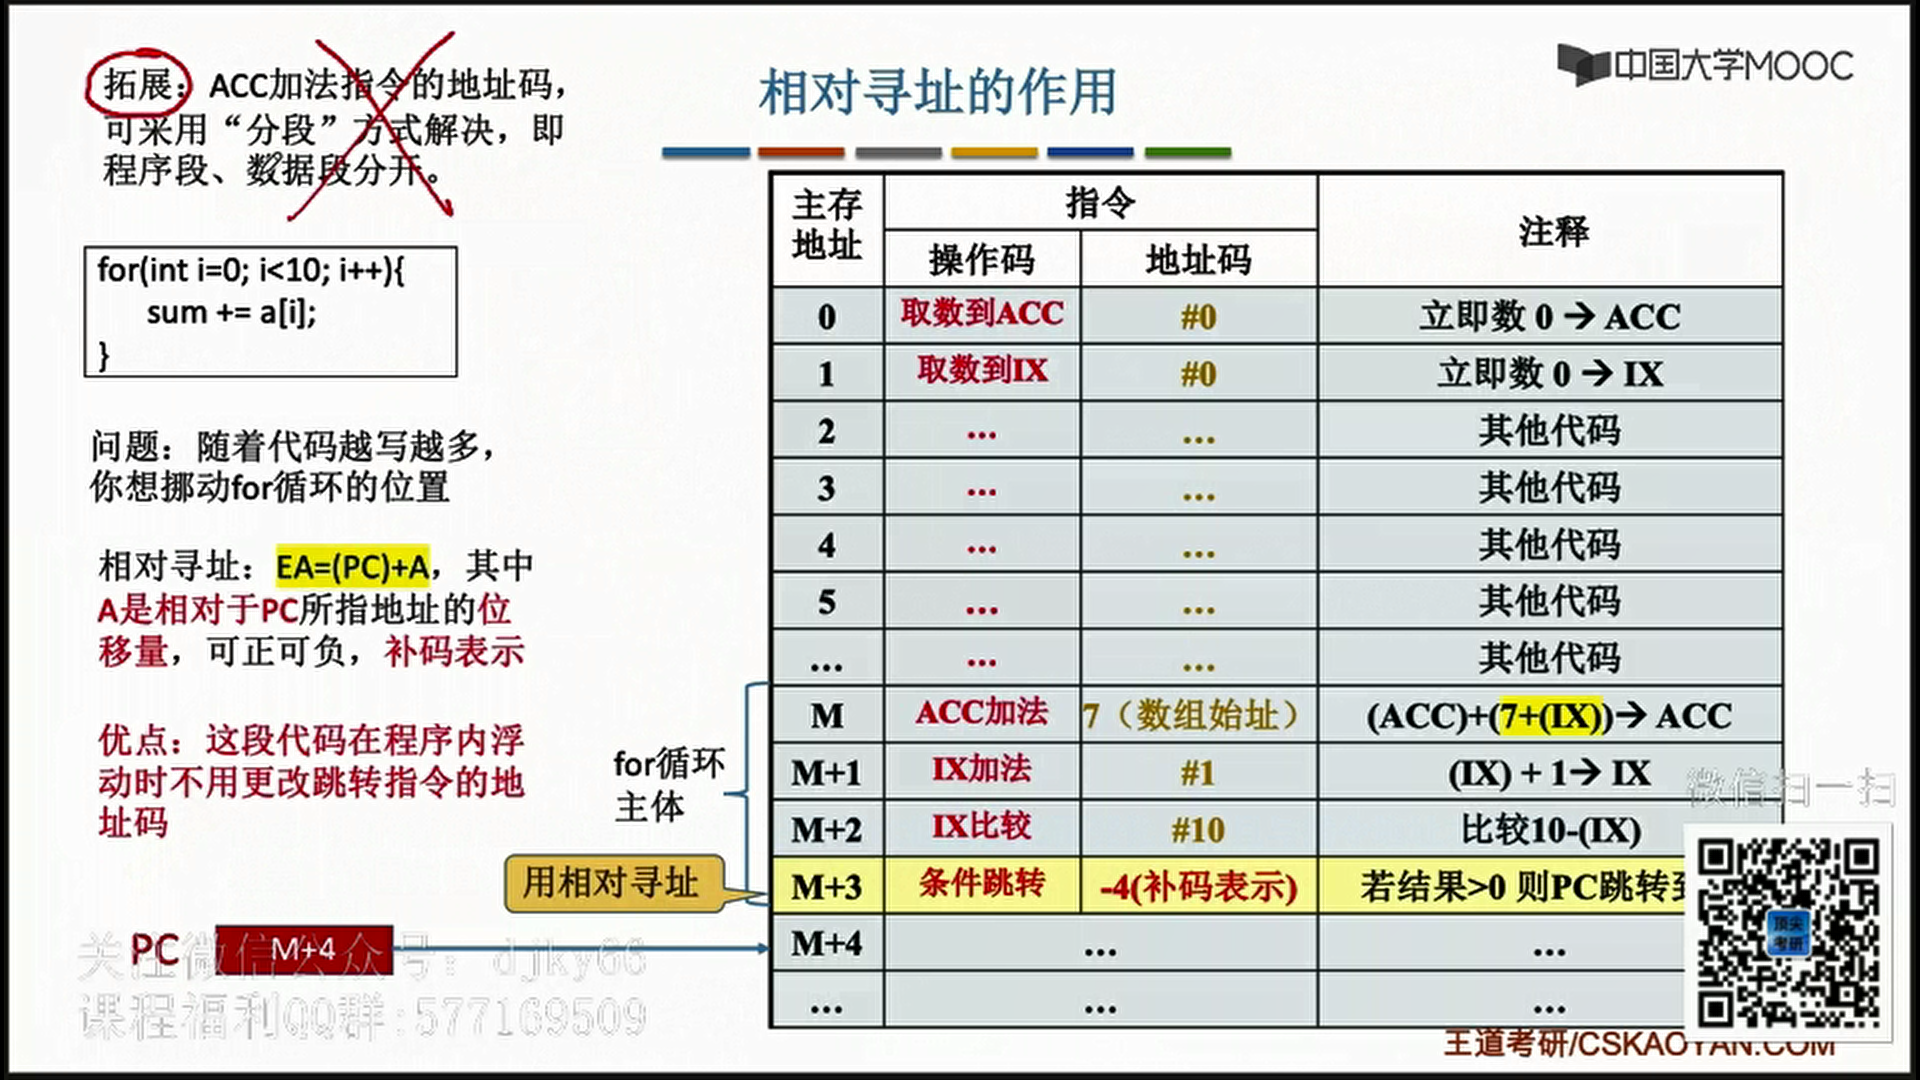 拓展：ACC加法指令的地址码，
可采用“分段”方式解决，即
程序段、数据段分开。
相对寻址的作用
中国大学MOOC
for(int i=0; i<10; i++){
sum += a[i];
}
问题：随着代码越写越多，
你想挪动for循环的位置
相对寻址：EA=(PC)+A，其中
A是相对于PC所指地址的位
移量，可正可负，补码表示
优点：这段代码在程序内浮
动时不用更改跳转指令的地
址码
for循环
主体
用相对寻址
PC M+4
主存地址 指令 注释
操作码 地址码
0 取数到ACC #0 立即数 0 → ACC
1 取数到IX #0 立即数 0 → IX
2 … … 其他代码
3 … … 其他代码
4 … … 其他代码
5 … … 其他代码
… … … 其他代码
M ACC加法 7（数组始址） (ACC)+(7+(IX))→ ACC
M+1 IX加法 #1 (IX) + 1→ IX
M+2 IX比较 #10 比较10-(IX)
M+3 条件跳转 -4(补码表示) 若结果>0 则PC跳转到
M+4 … …
… … …
关注微信公众号：djky66
课程福利QQ群:577169509
微信扫一扫
顶尖
考研
王道考研/CSKAOYAN.COM